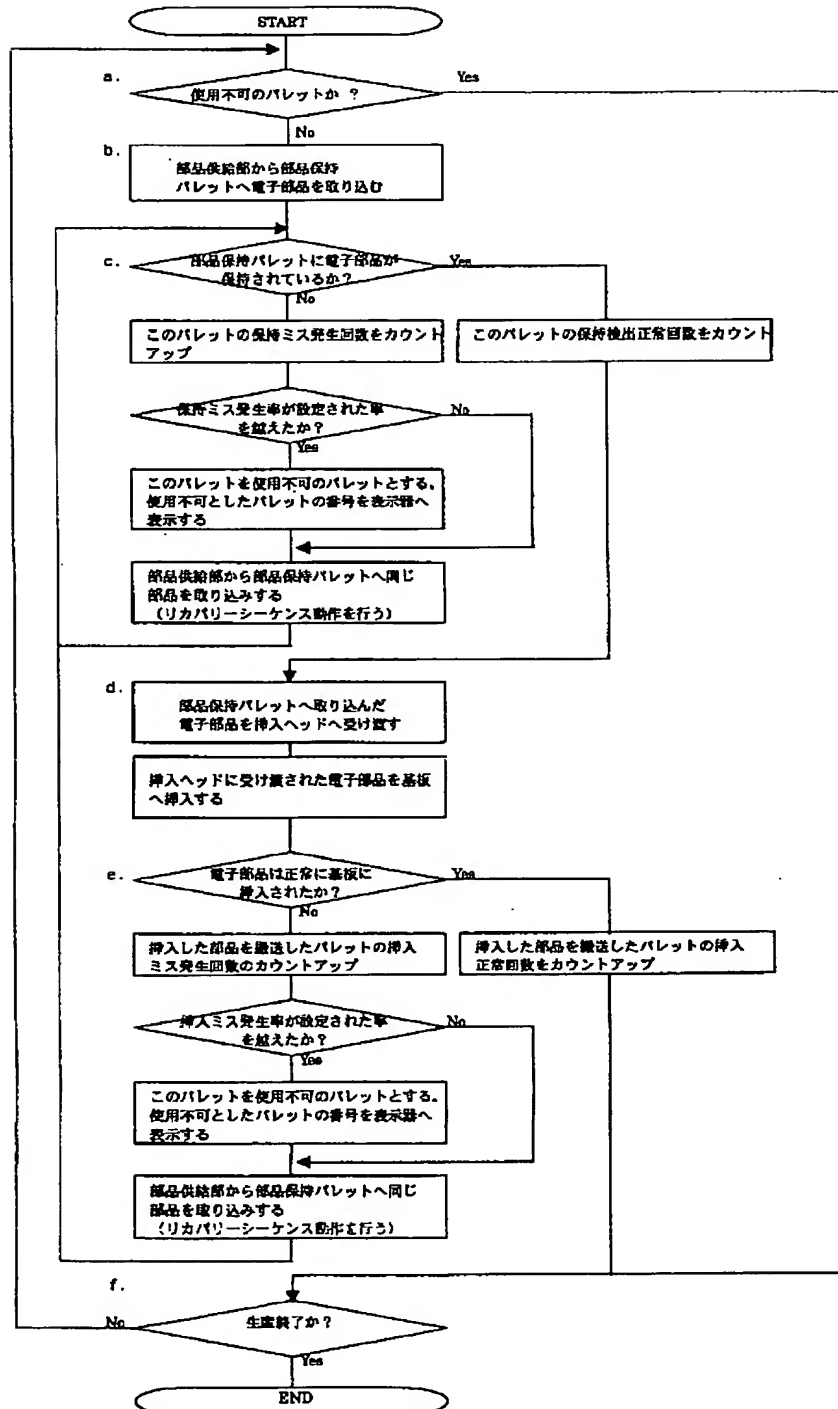 START
a.
使用不可のパレットか ?
Yes
No
b.
部品供給部から部品保持
パレットへ電子部品を取り込む
c.
部品保持パレットに電子部品が
保持されているか?
Yes
No
このパレットの保持ミス発生回数をカウント
アップ
このパレットの保持検出正常回数をカウント
保持ミス発生率が設定された率
を越えたか?
No
Yes
このパレットを使用不可のパレットとする。
使用不可としたパレットの番号を表示器へ
表示する
部品供給部から部品保持パレットへ同じ
部品を取り込みする
(リカバリーシーケンス動作を行う)
d.
部品保持パレットへ取り込んだ
電子部品を挿入ヘッドへ受け渡す
挿入ヘッドに受け渡された電子部品を基板
へ挿入する
e.
電子部品は正常に基板に
挿入されたか?
Yes
No
挿入した部品を搬送したパレットの挿入
ミス発生回数のカウントアップ
挿入した部品を搬送したパレットの挿入
正常回数をカウントアップ
挿入ミス発生率が設定された率
を越えたか?
No
Yes
このパレットを使用不可のパレットとする。
使用不可としたパレットの番号を表示器へ
表示する
部品供給部から部品保持パレットへ同じ
部品を取り込みする
(リカバリーシーケンス動作を行う)
f.
生産終了か?
No
Yes
END